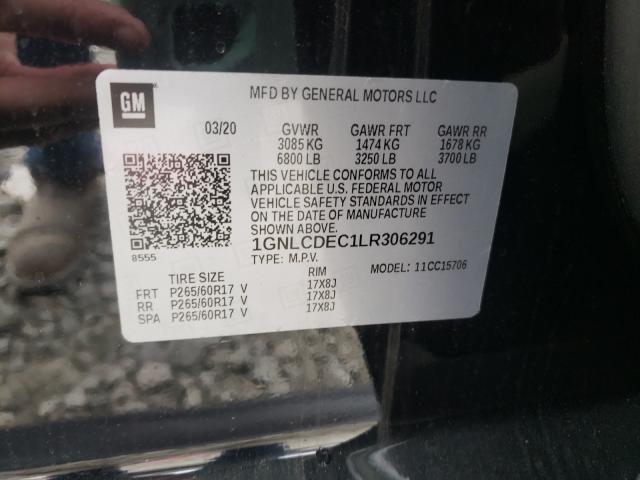 GM
MFD BY GENERAL MOTORS LLC
03/20 GVWR GAWR FRT GAWR RR
3085 KG 1474 KG 1678 KG
6800 LB 3250 LB 3700 LB
THIS VEHICLE CONFORMS TO ALL
APPLICABLE U.S. FEDERAL MOTOR
VEHICLE SAFETY STANDARDS IN EFFECT
ON THE DATE OF MANUFACTURE
SHOWN ABOVE.
1GNLCDEC1LR306291
8555
TYPE: M.P.V. MODEL: 11CC15706
TIRE SIZE RIM
FRT P265/60R17 V 17X8J
RR P265/60R17 V 17X8J
SPA P265/60R17 V 17X8J